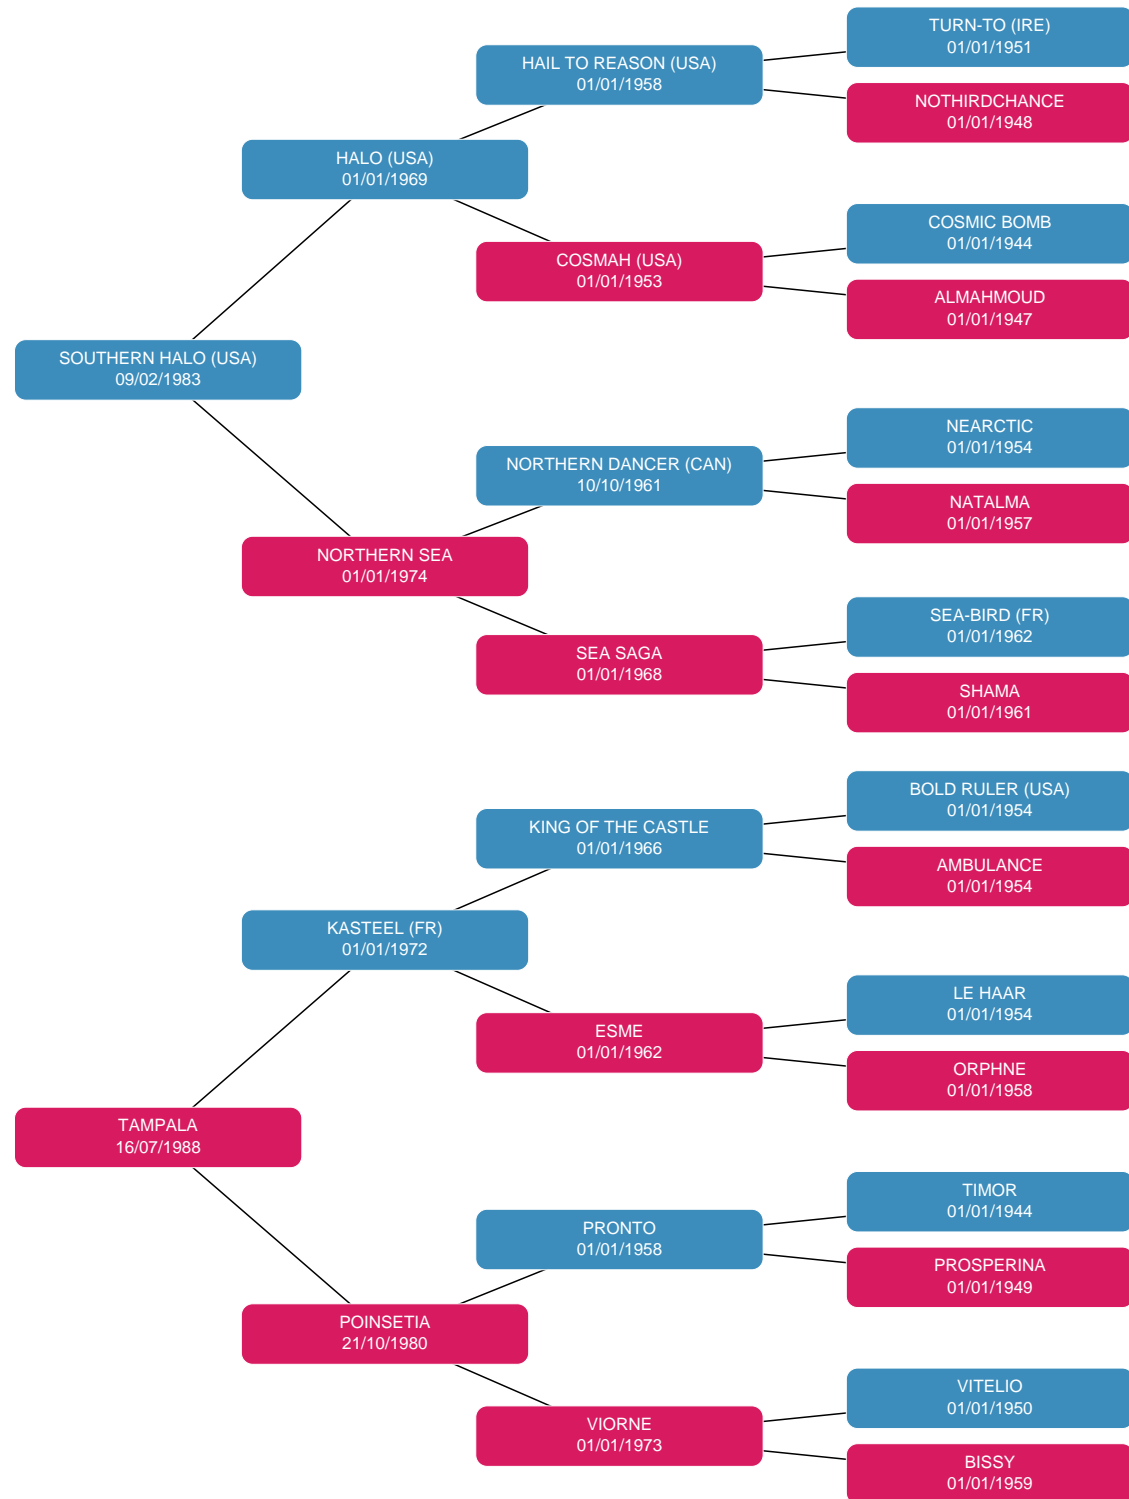 TURN-TO (IRE)
01/01/1951
HAIL TO REASON (USA)
01/01/1958
NOTHIRDCHANCE
01/01/1948
HALO (USA)
01/01/1969
COSMIC BOMB
01/01/1944
COSMAH (USA)
01/01/1953
ALMAHMOUD
01/01/1947
SOUTHERN HALO (USA)
09/02/1983
NEARCTIC
01/01/1954
NORTHERN DANCER (CAN)
10/10/1961
NATALMA
01/01/1957
NORTHERN SEA
01/01/1974
SEA-BIRD (FR)
01/01/1962
SEA SAGA
01/01/1968
SHAMA
01/01/1961
BOLD RULER (USA)
01/01/1954
KING OF THE CASTLE
01/01/1966
AMBULANCE
01/01/1954
KASTEEL (FR)
01/01/1972
LE HAAR
01/01/1954
ESME
01/01/1962
ORPHNE
01/01/1958
TAMPALA
16/07/1988
TIMOR
01/01/1944
PRONTO
01/01/1958
PROSPERINA
01/01/1949
POINSETIA
21/10/1980
VITELIO
01/01/1950
VIORNE
01/01/1973
BISSY
01/01/1959